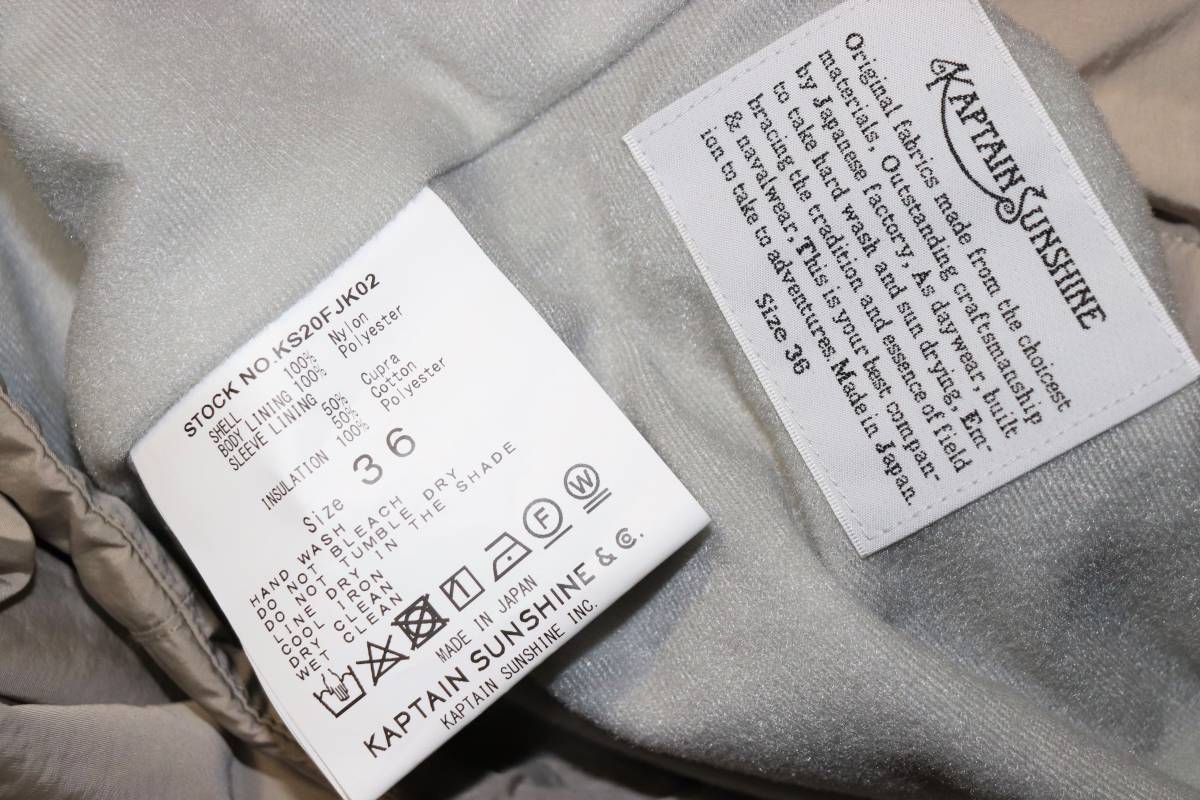 STOCK NO.KS20FJK02
SHELL 100% Nylon
BODY LINING 100% Polyester
SLEEVE LINING 50% Cupra
50% Cotton
INSULATION 100% Polyester
Size 36
HAND WASH
DO NOT BLEACH
DO NOT TUMBLE DRY
LINE DRY IN THE SHADE
COOL IRON
DRY CLEAN
WET CLEAN
F
W
MADE IN JAPAN
KAPTAIN SUNSHINE & Co.
KAPTAIN SUNSHINE INC.
KAPTAIN SUNSHINE
Original fabrics made from the choicest
materials, Outstanding craftsmanship
by Japanese factory, As daywear, built
to take hard wash and sun drying, Em-
bracing the tradition and essence of field
& navalwear, This is your best compan-
ion to take to adventures. Made in Japan.
Size 36